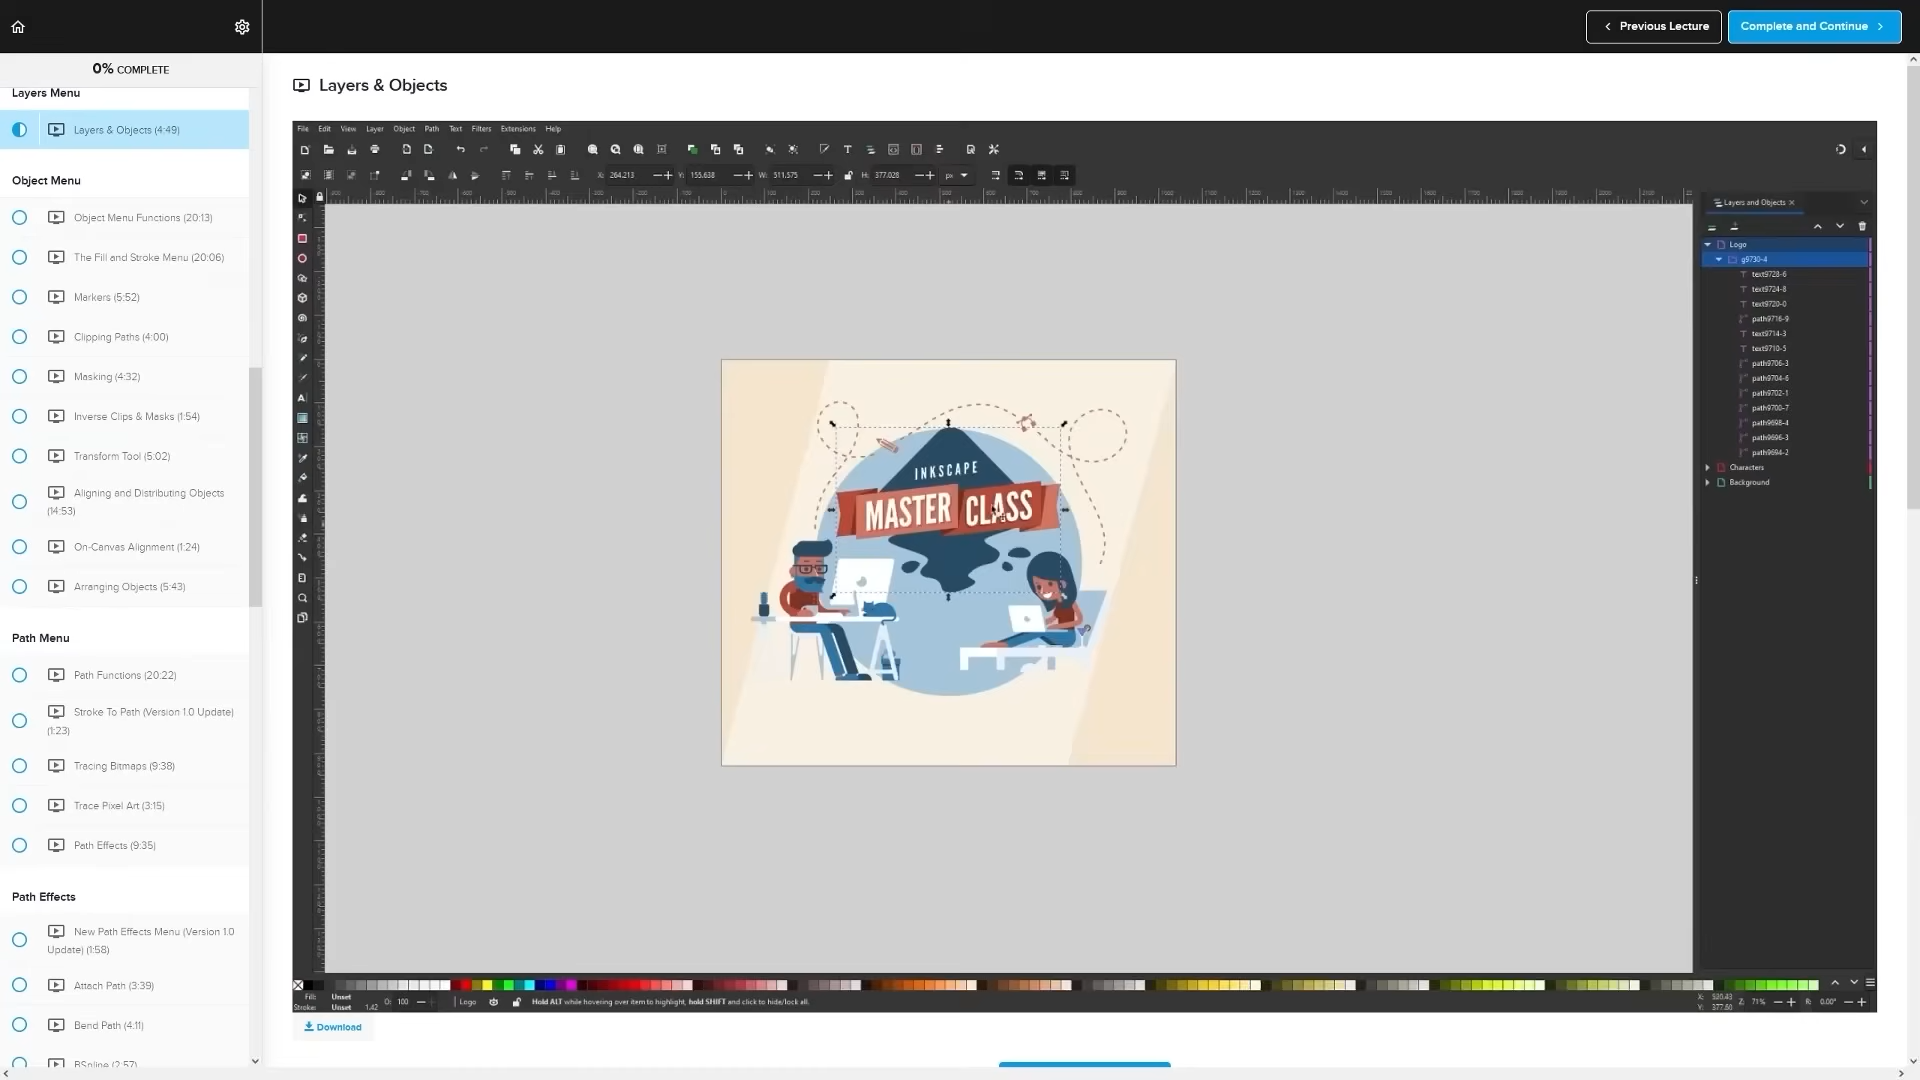 Previous Lecture
Complete and Continue
0% COMPLETE
Layers Menu
Layers & Objects (4:49)
Object Menu
Object Menu Functions (20:13)
The Fill and Stroke Menu (20:06)
Markers (5:52)
Clipping Paths (4:00)
Masking (4:32)
Inverse Clips & Masks (1:54)
Transform Tool (5:02)
Aligning and Distributing Objects
(14:53)
On-Canvas Alignment (1:24)
Arranging Objects (5:43)
Path Menu
Path Functions (20:22)
Stroke To Path (Version 1.0 Update)
(1:23)
Tracing Bitmaps (9:38)
Trace Pixel Art (3:15)
Path Effects (9:35)
Path Effects
New Path Effects Menu (Version 1.0
Update) (1:58)
Attach Path (3:39)
Bend Path (4:11)
BSpline (2:57)
Layers & Objects
File Edit View Layer Object Path Text Filters Extensions Help
X: 264.213 Y: 155.638 W: 511.575 H: 377.028 px
Layers and Objects
Logo
g9730-4
text9728-6
text9724-8
text9720-0
path9716-9
text9714-3
text9710-5
path9706-3
path9704-6
path9702-1
path9700-7
path9698-4
path9696-3
path9694-2
Characters
Background
INKSCAPE
MASTER CLASS
Fill: Unset
Stroke: Unset 1.42 O: 100 Logo Hold ALT while hovering over item to highlight, hold SHIFT and click to hide/lock all.
X: 520.43
Y: 377.60 Z: 71% R: 0.00°
Download